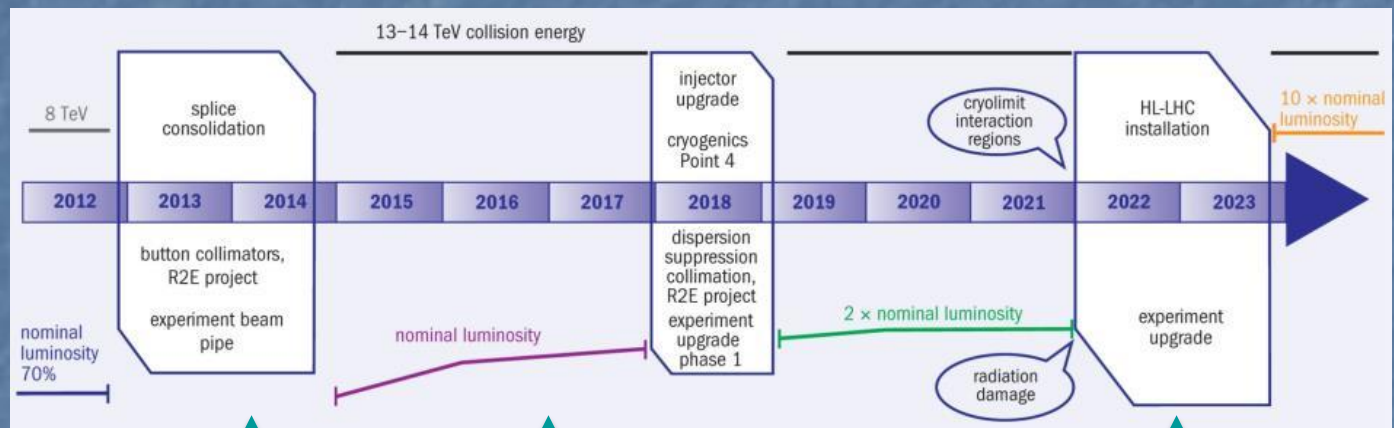 13–14 TeV collision energy
8 TeV
splice
consolidation
injector
upgrade
cryogenics
Point 4
cryolimit
interaction
regions
HL-LHC
installation
10 × nominal
luminosity
2012 2013 2014 2015 2016 2017 2018 2019 2020 2021 2022 2023
button collimators,
R2E project
experiment beam
pipe
nominal
luminosity
70%
nominal luminosity
dispersion
suppression
collimation,
R2E project
experiment
upgrade
phase 1
2 × nominal luminosity
radiation
damage
experiment
upgrade